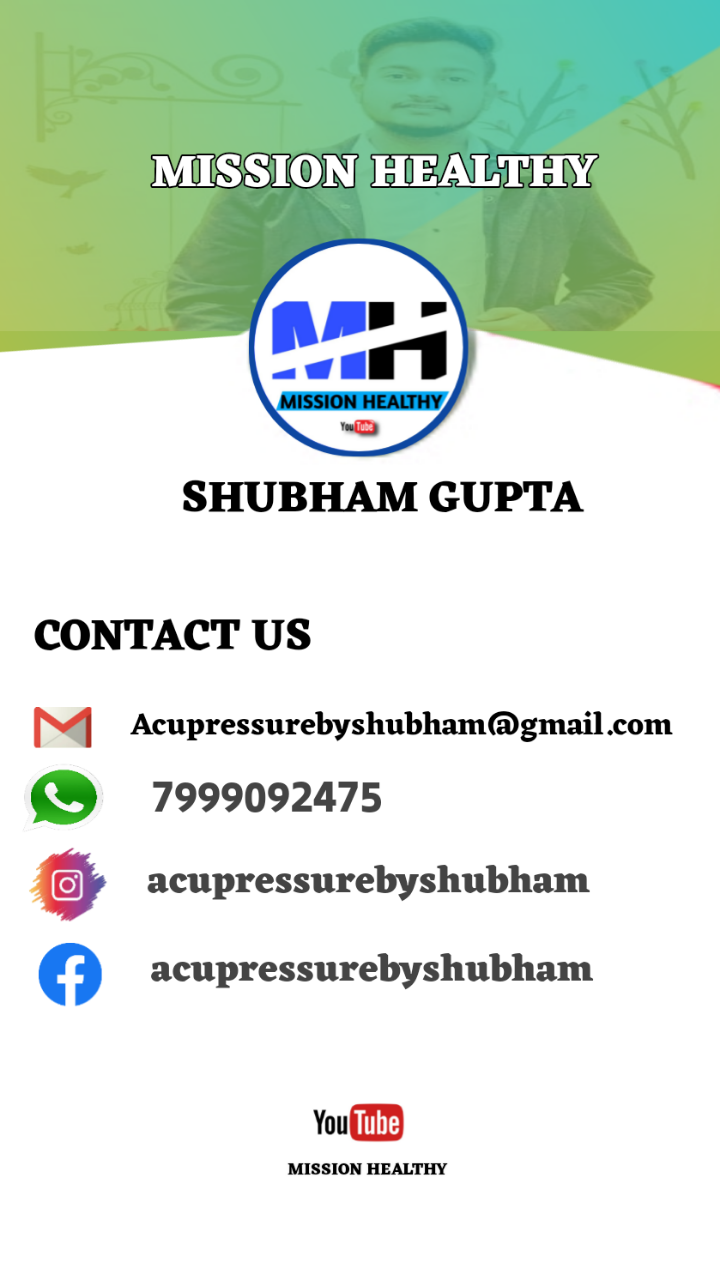 MISSION HEALTHY
MH
MISSION HEALTHY
YouTube
SHUBHAM GUPTA
CONTACT US
Acupressurebyshubham@gmail.com
7999092475
acupressurebyshubham
acupressurebyshubham
YouTube
MISSION HEALTHY